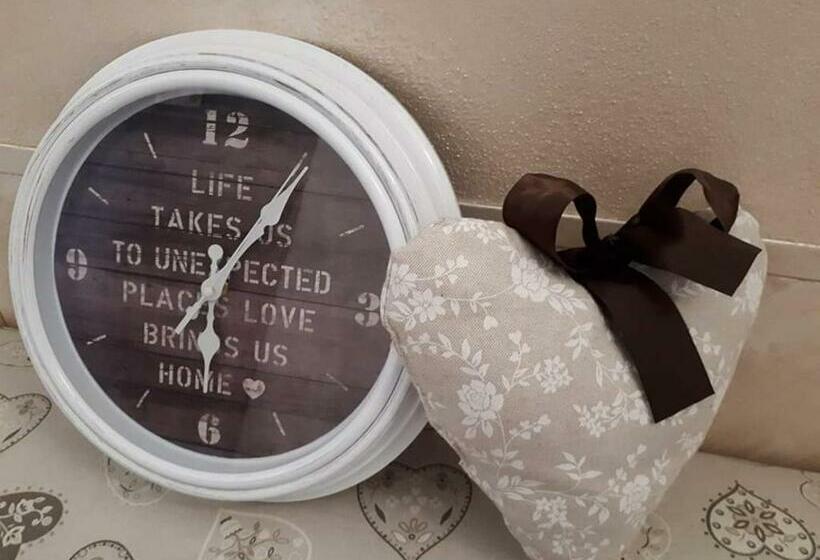 12
LIFE
TAKES US
TO UNEXPECTED
9
PLACES LOVE
3
BRINGS US
HOME
6